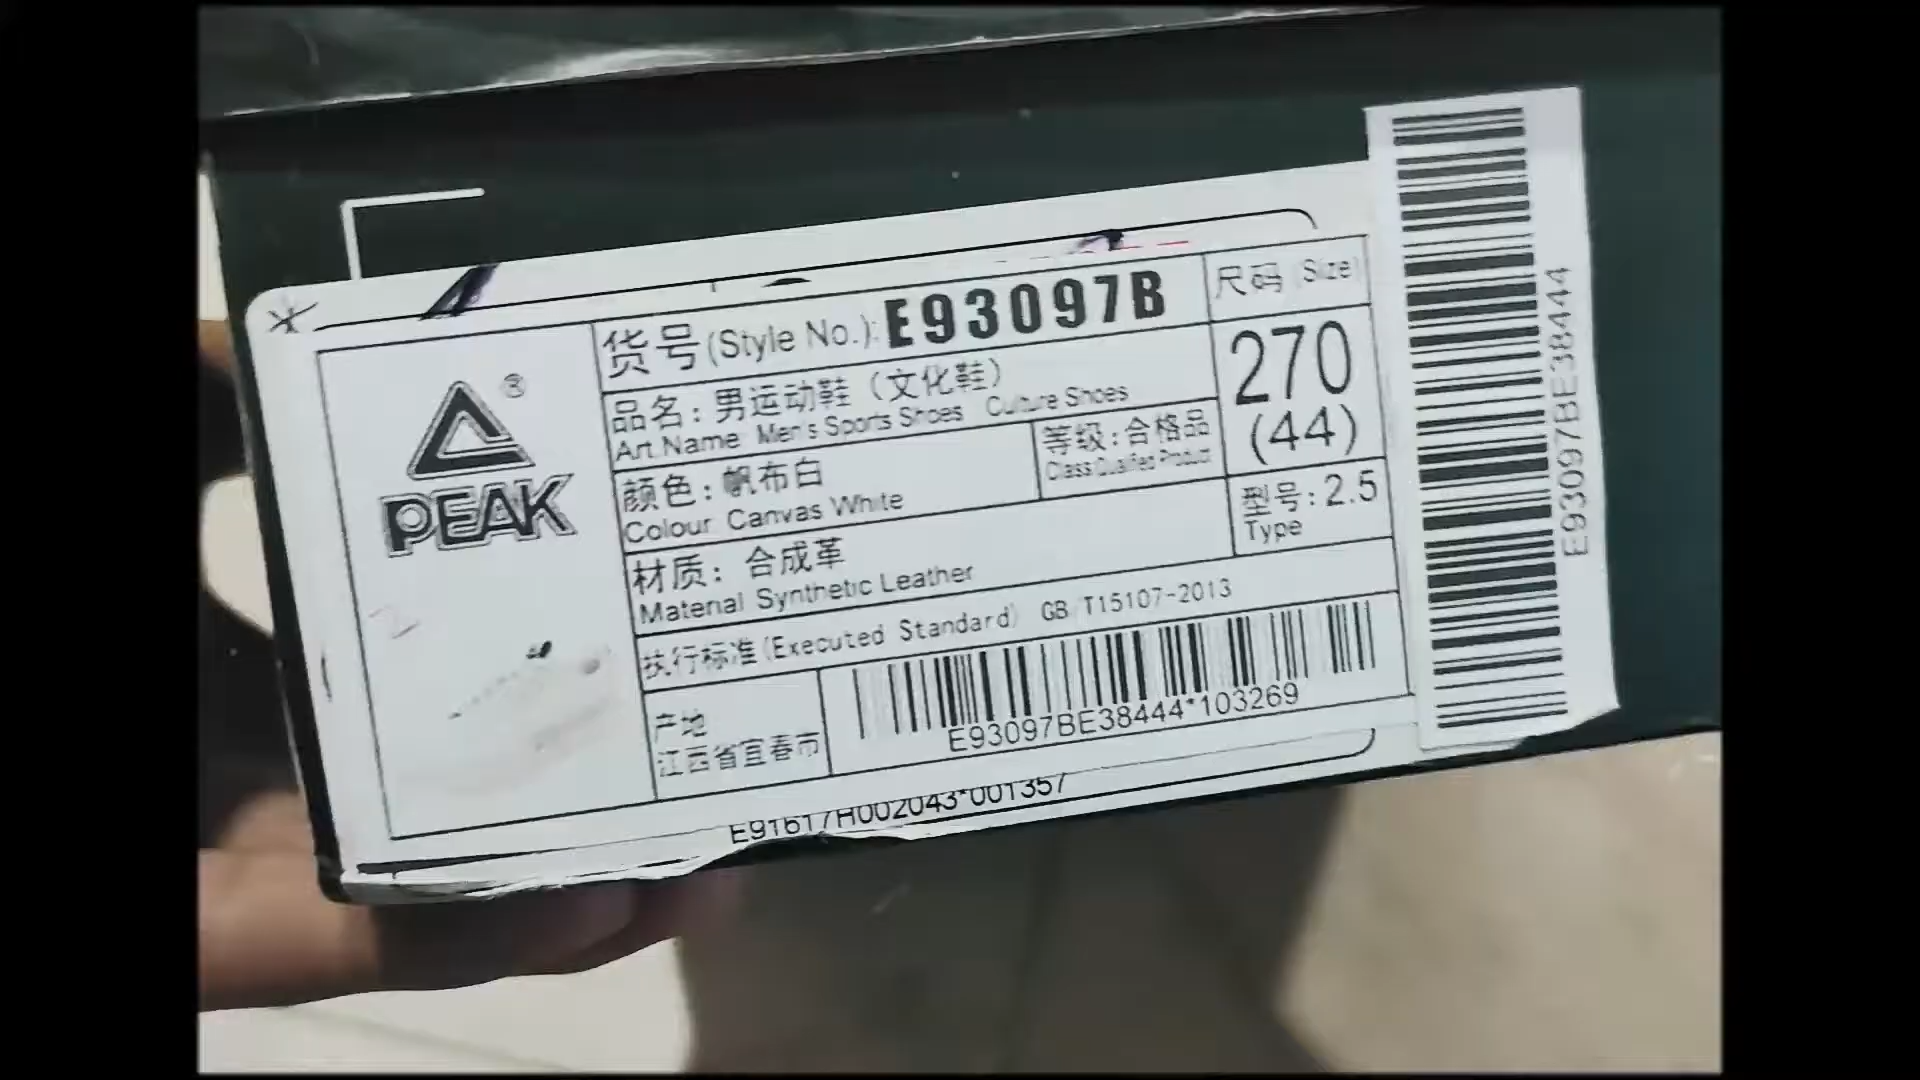 货号(Style No.): E93097B
尺码(Size)
品名: 男运动鞋（文化鞋）
Art.Name Men's Sports Shoes Culture Shoes
270
(44)
®
PEAK
颜色: 帆布白
Colour Canvas White
等级:合格品
Class Qualified Product
型号: 2.5
Type
材质: 合成革
Material Synthetic Leather
执行标准(Executed Standard) GB/T15107-2013
产地
江西省宜春市
E93097BE38444*103269
E91617H002043*001357
E93097BE38444